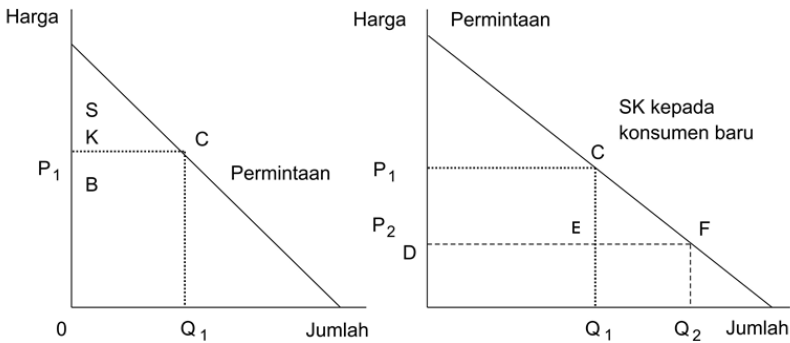 Harga
S
K
C
P1
Permintaan
B
0
Q1
Jumlah
Harga
Permintaan
SK kepada
konsumen baru
C
P1
P2
E
F
D
Q1
Q2
Jumlah